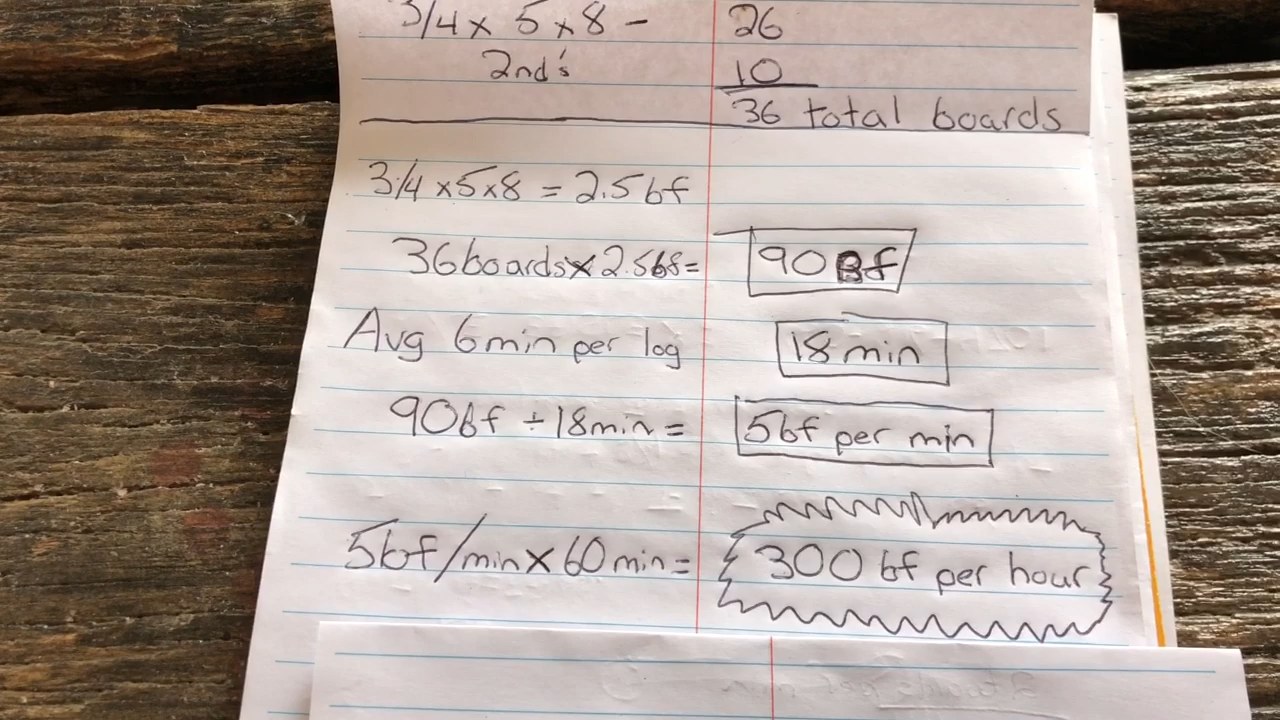 3/4 x 5 x 8 - 26
2nd's 10
36 total boards
3/4 x 5 x 8 = 2.5 bf
36 boards x 2.5 bf = 90 Bf
Avg 6 min per log 18 min
90 bf ÷ 18 min = 5 bf per min
5 bf/min x 60 min = 300 bf per hour